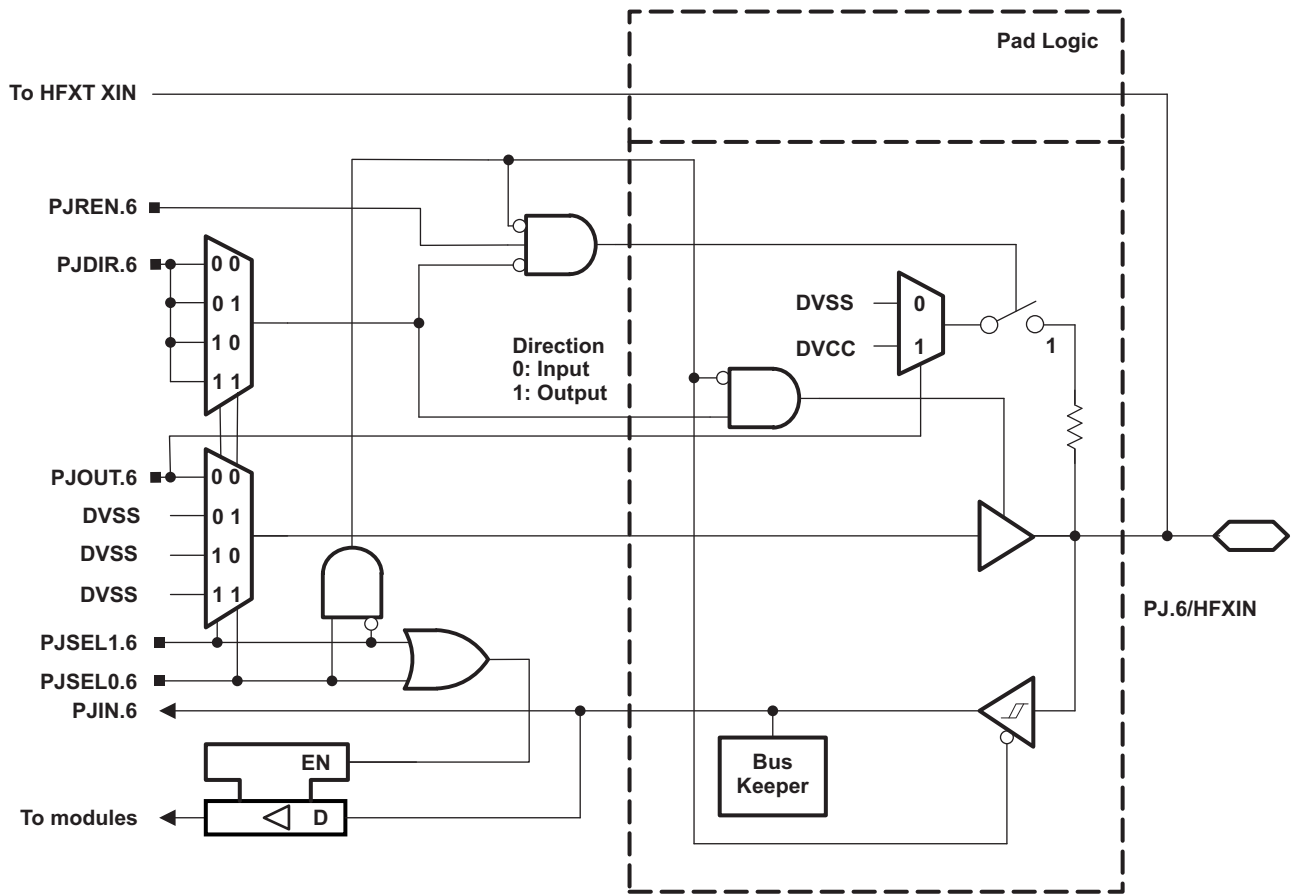 Pad Logic
To HFXT XIN
PJREN.6
PJDIR.6
0 0
0 1
1 0
1 1
Direction
0: Input
1: Output
DVSS
DVCC
0
1
1
PJOUT.6
DVSS
DVSS
DVSS
0 0
0 1
1 0
1 1
PJSEL1.6
PJSEL0.6
PJIN.6
PJ.6/HFXIN
Bus
Keeper
EN
D
To modules